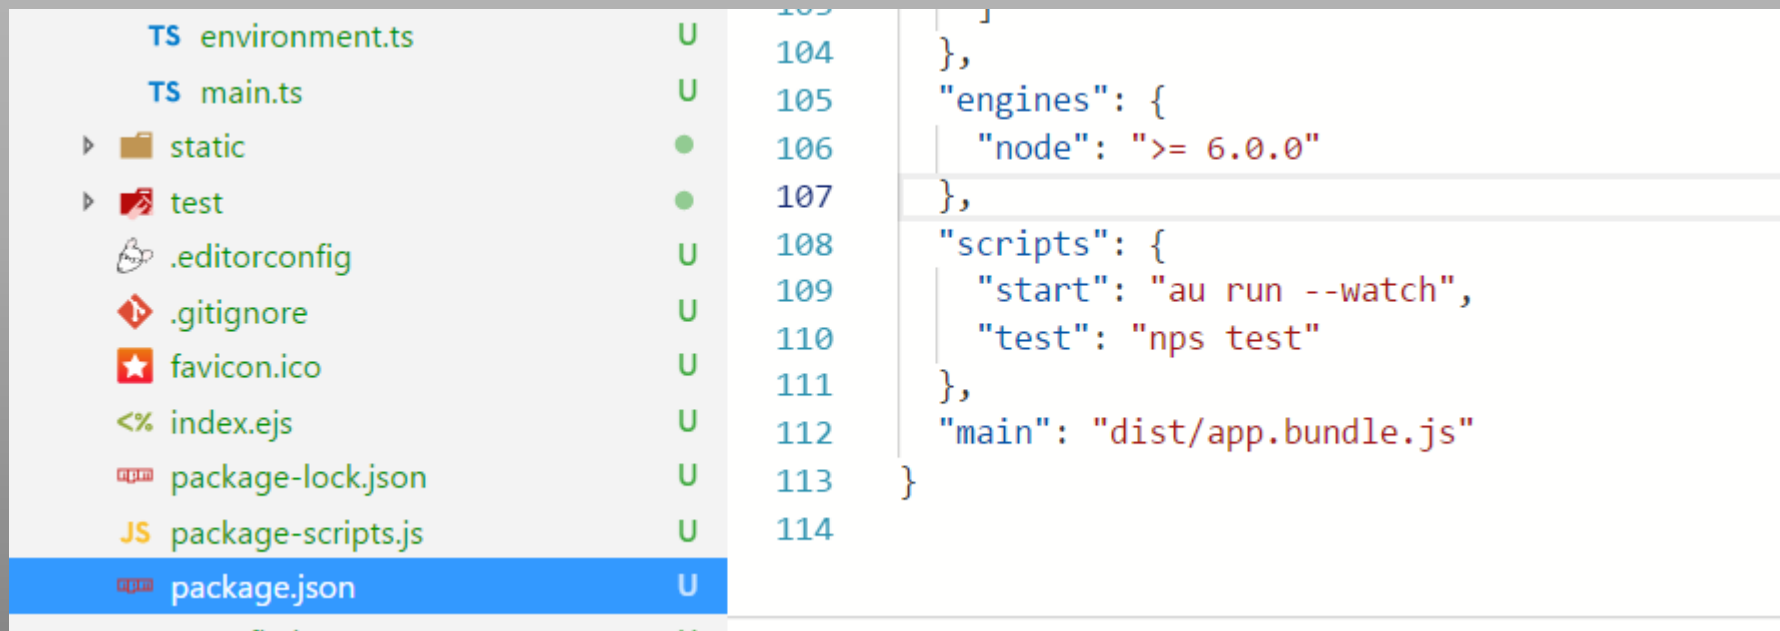 TS environment.ts U
TS main.ts U
static
test
.editorconfig U
.gitignore U
favicon.ico U
<% index.ejs U
npm package-lock.json U
JS package-scripts.js U
npm package.json U
]
104 },
105 "engines": {
106 "node": ">= 6.0.0"
107 },
108 "scripts": {
109 "start": "au run --watch",
110 "test": "nps test"
111 },
112 "main": "dist/app.bundle.js"
113 }
114